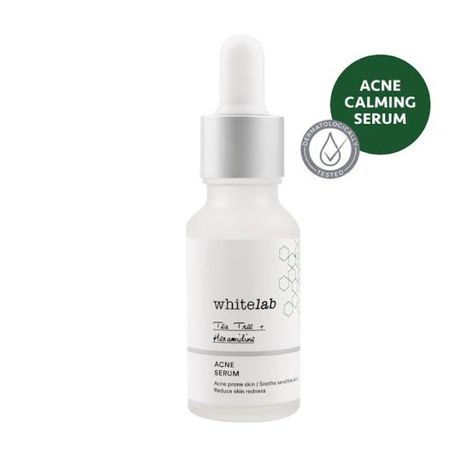 ACNE
CALMING
SERUM
DERMATOLOGICALLY
TESTED
whitelab
Tea Tree +
Hexamidine
ACNE
SERUM
Acne prone skin | Soothe sensitive
Reduce skin redness